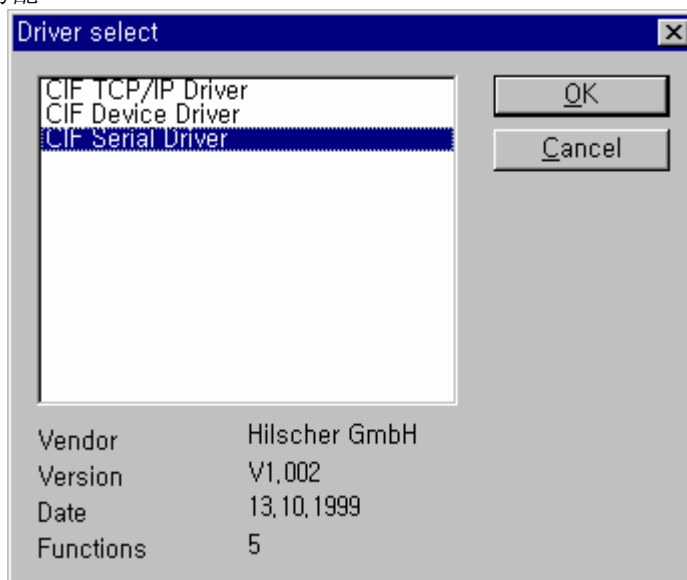 Driver select
CIF TCP/IP Driver
CIF Device Driver
CIF Serial Driver
OK
Cancel
Vendor Hilscher GmbH
Version V1,002
Date 13,10,1999
Functions 5